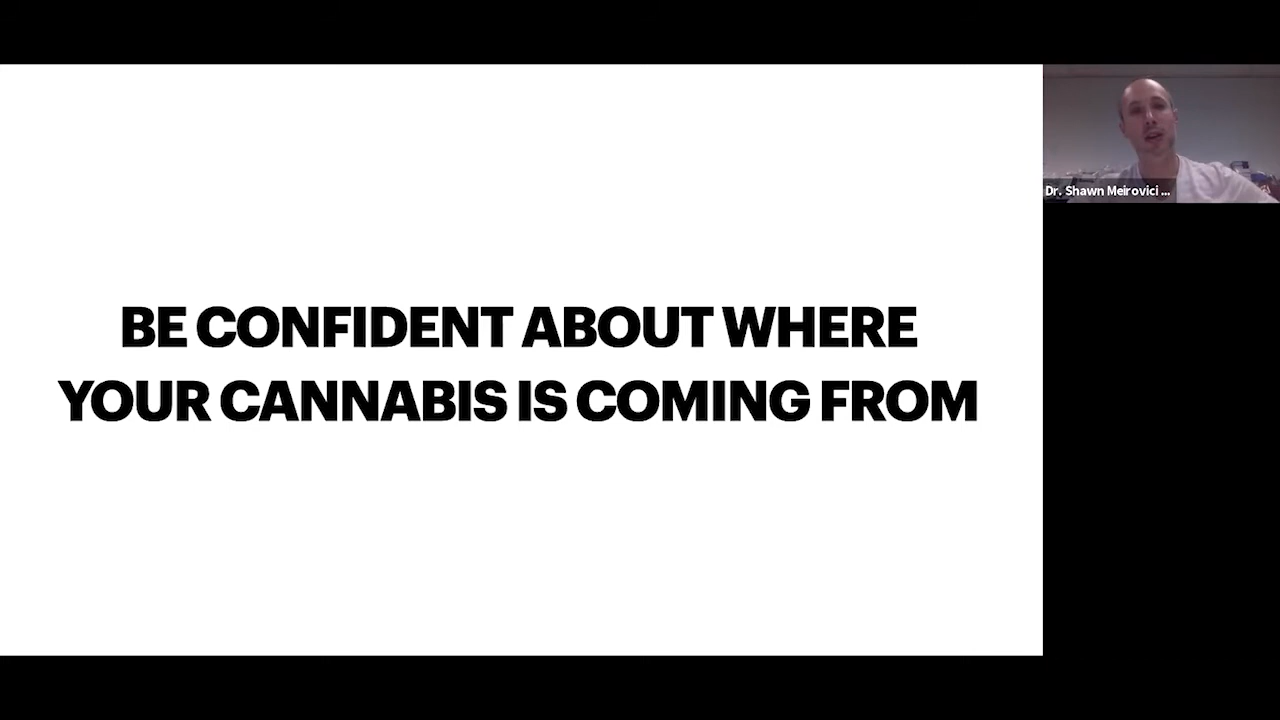 BE CONFIDENT ABOUT WHERE
YOUR CANNABIS IS COMING FROM
Dr. Shawn Meirovici ...